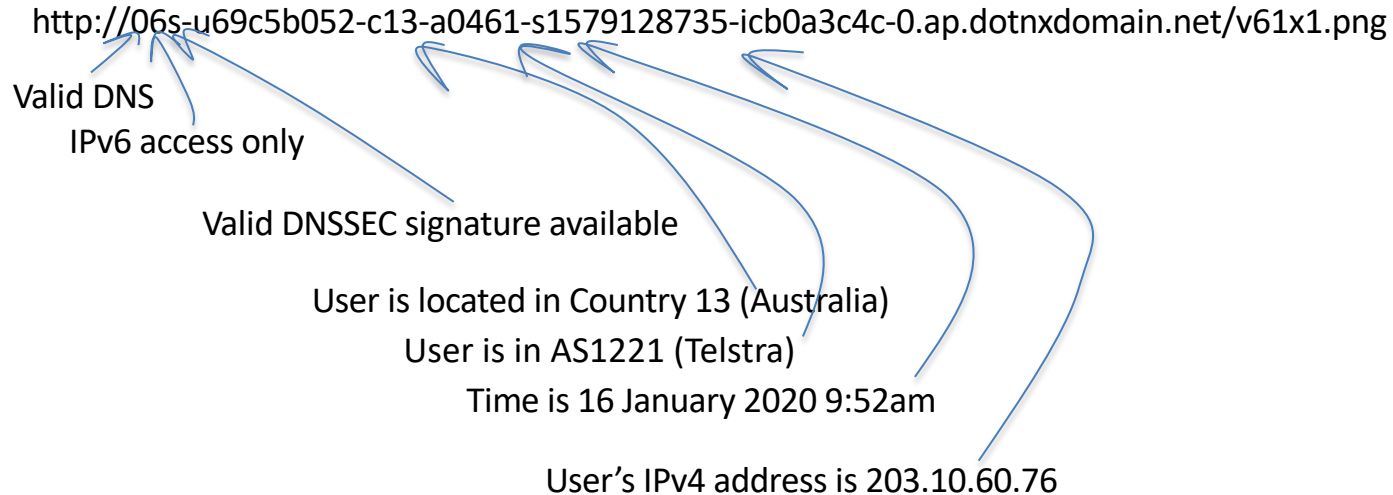 http://06s-u69c5b052-c13-a0461-s1579128735-icb0a3c4c-0.ap.dotnxdomain.net/v61x1.png
Valid DNS
IPv6 access only
Valid DNSSEC signature available
User is located in Country 13 (Australia)
User is in AS1221 (Telstra)
Time is 16 January 2020 9:52am
User’s IPv4 address is 203.10.60.76